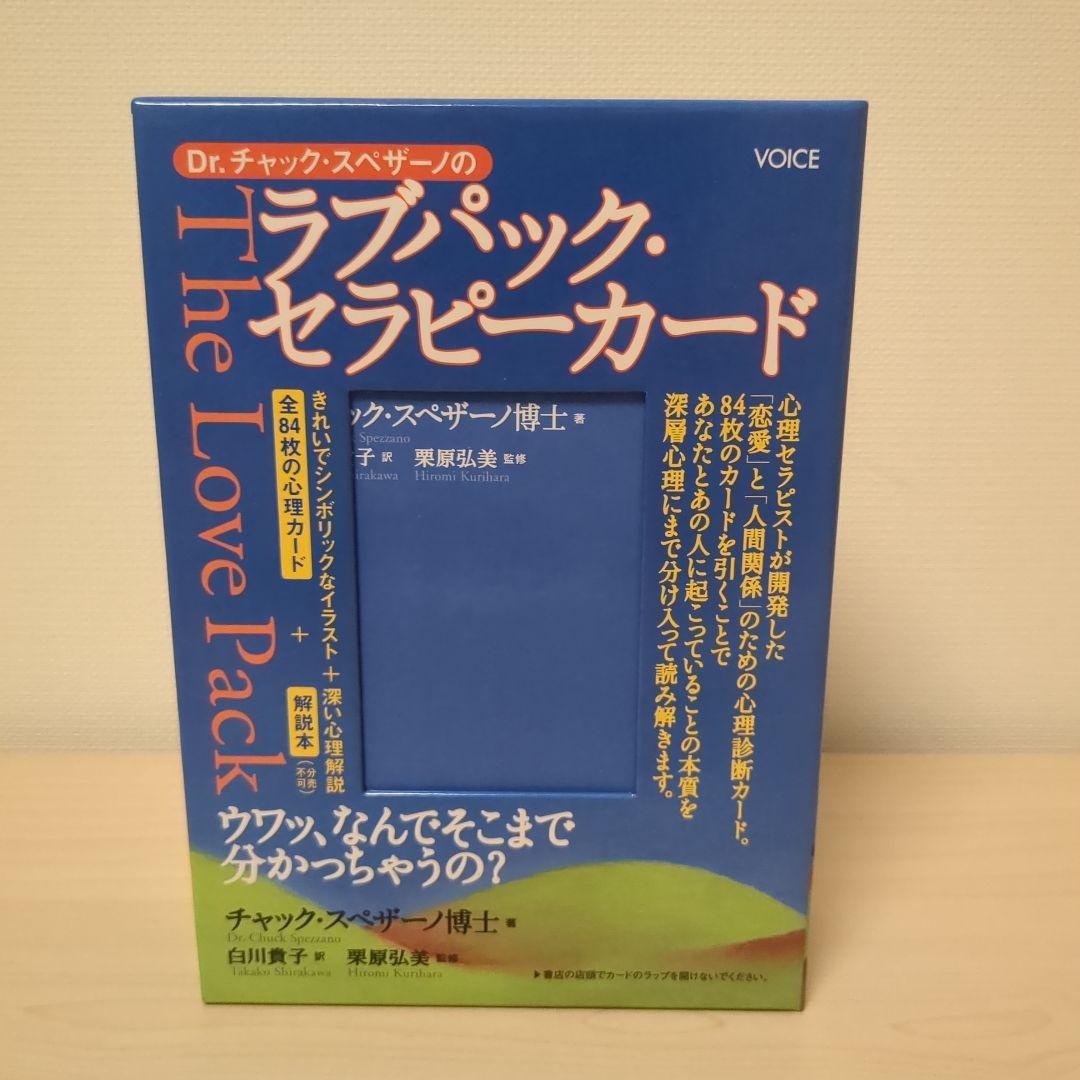 Dr.チャック・スペザーノの
VOICE
The Love Pack
ラブパック・
セラピーカード
心理セラピストが開発した
「恋愛」と「人間関係」のための心理診断カード。
84枚のカードを引くことで
あなたとあの人に起こっていることの本質を
深層心理にまで分け入って読み解きます。
きれいでシンボリックなイラスト+深い心理解説
全84枚の心理カード + 解説本(分売不可)
ック・スペザーノ博士 著
k Spezzano
子 訳 栗原弘美 監修
hirakawa Hiromi Kurihara
ウワッ、なんでそこまで
分かっちゃうの?
チャック・スペザーノ博士 著
Dr. Chuck Spezzano
白川貴子 訳 栗原弘美 監修
Takako Shirakawa Hiromi Kurihara
▶書店の店頭でカードのラップを開けないでください。